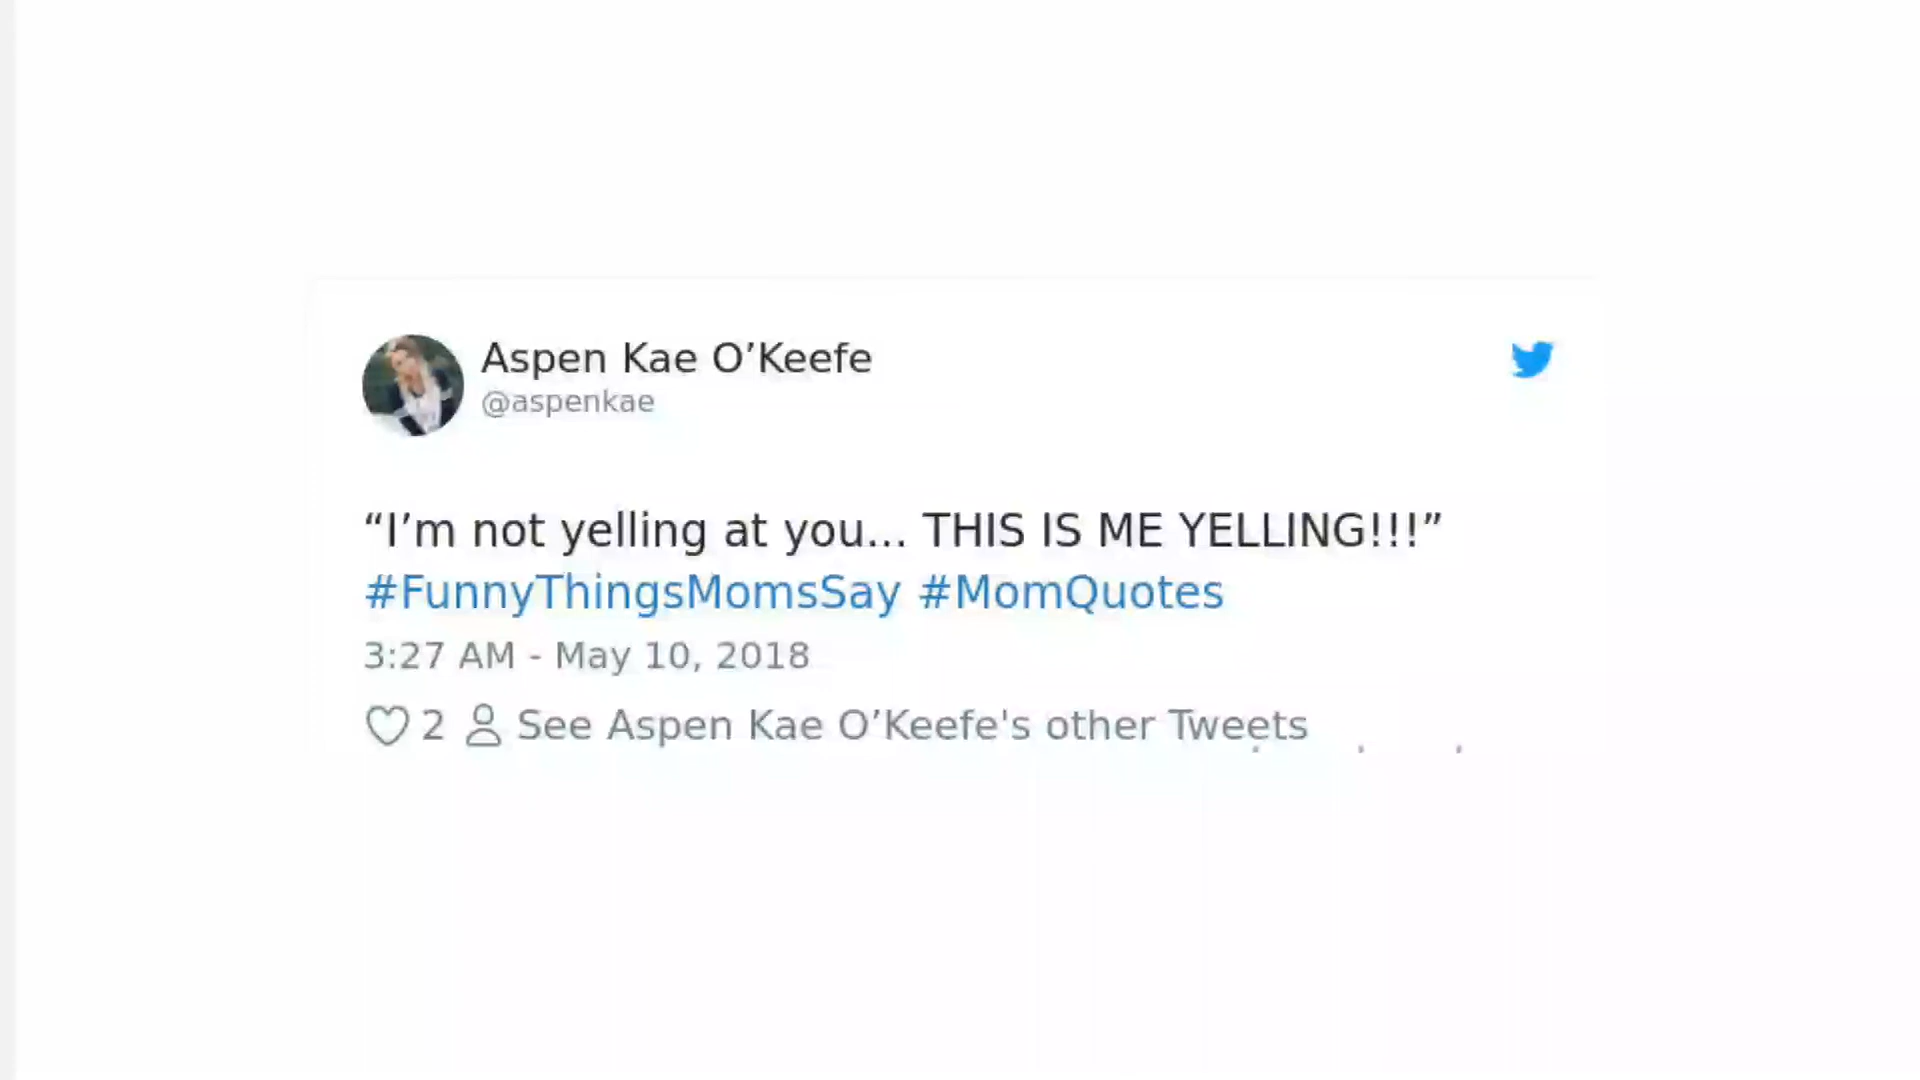 Aspen Kae O’Keefe
@aspenkae
“I’m not yelling at you... THIS IS ME YELLING!!!”
#FunnyThingsMomsSay #MomQuotes
3:27 AM - May 10, 2018
2 See Aspen Kae O’Keefe's other Tweets